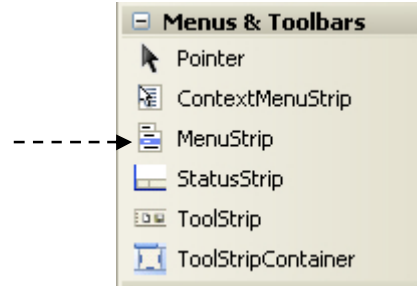 Menus & Toolbars
Pointer
ContextMenuStrip
MenuStrip
StatusStrip
ToolStrip
ToolStripContainer